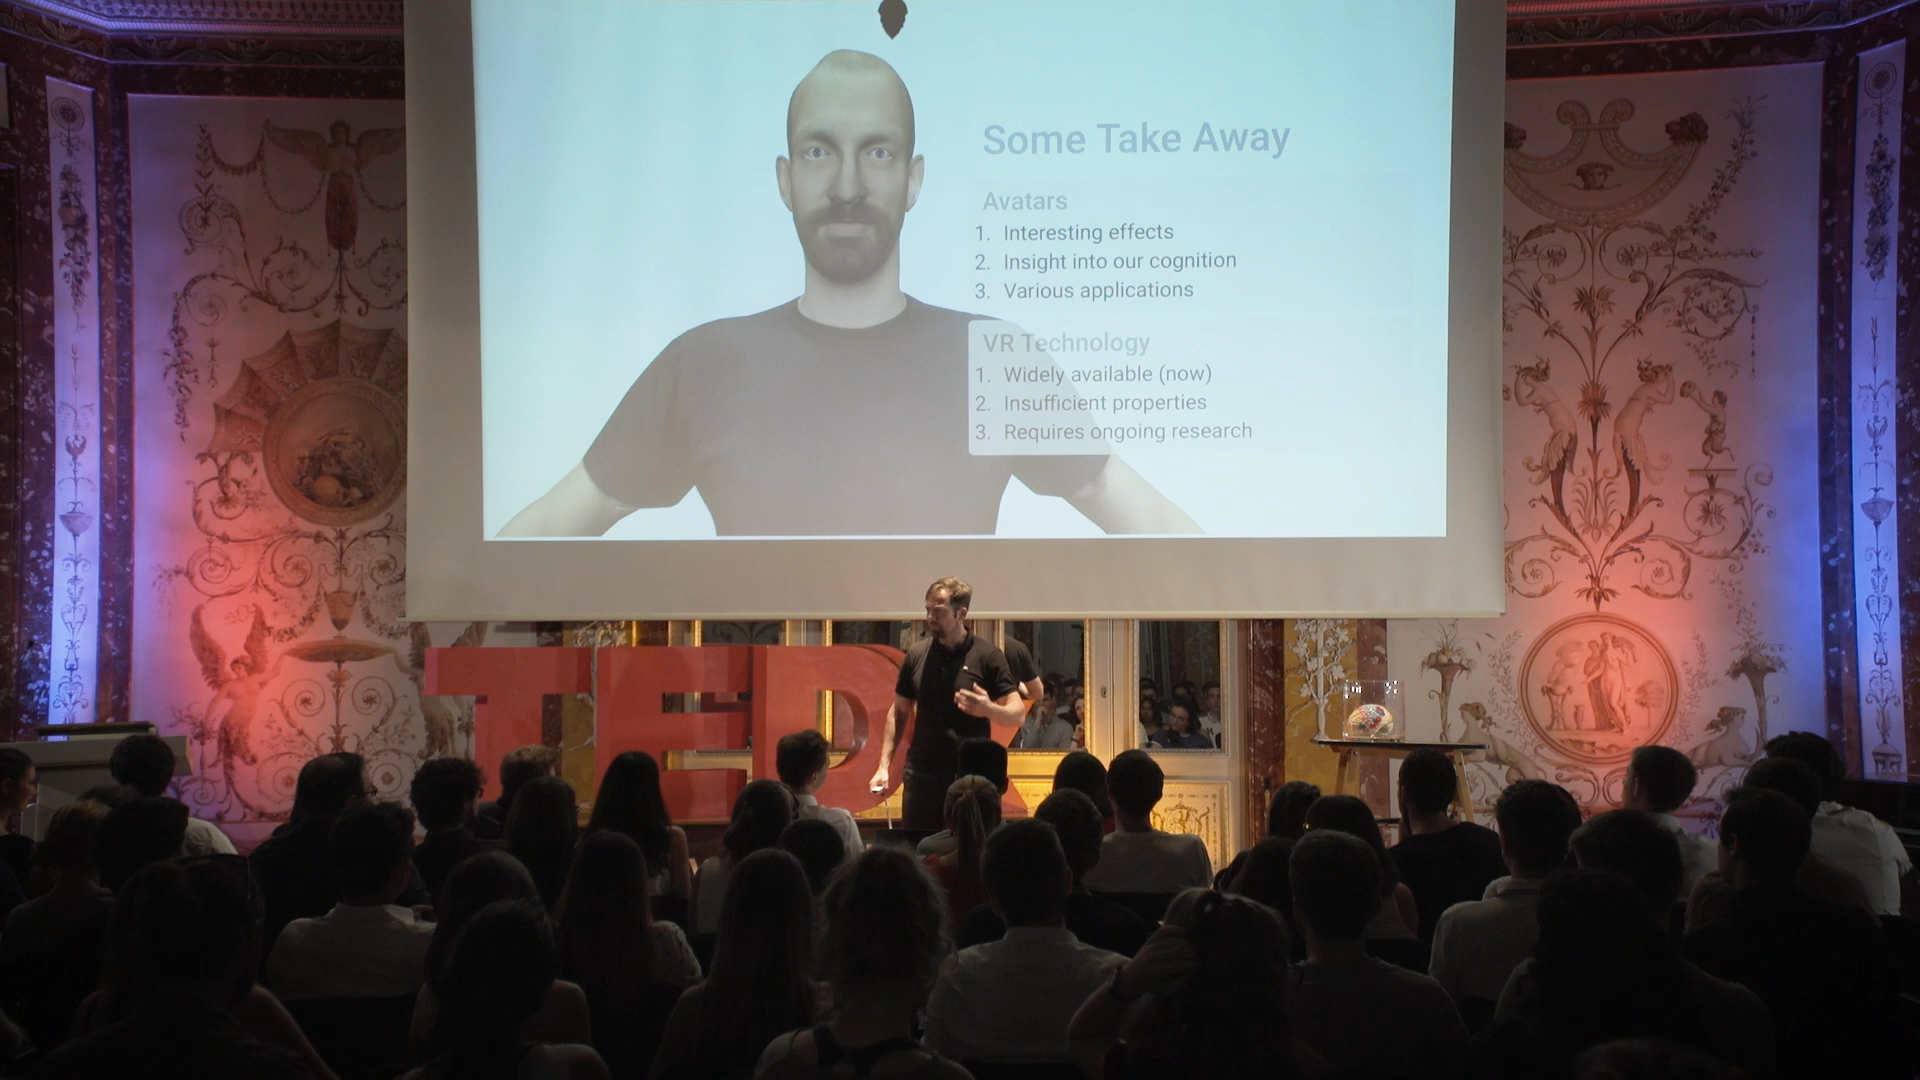 Some Take Away
Avatars
1. Interesting effects
2. Insight into our cognition
3. Various applications
VR Technology
1. Widely available (now)
2. Insufficient properties
3. Requires ongoing research
TEDx